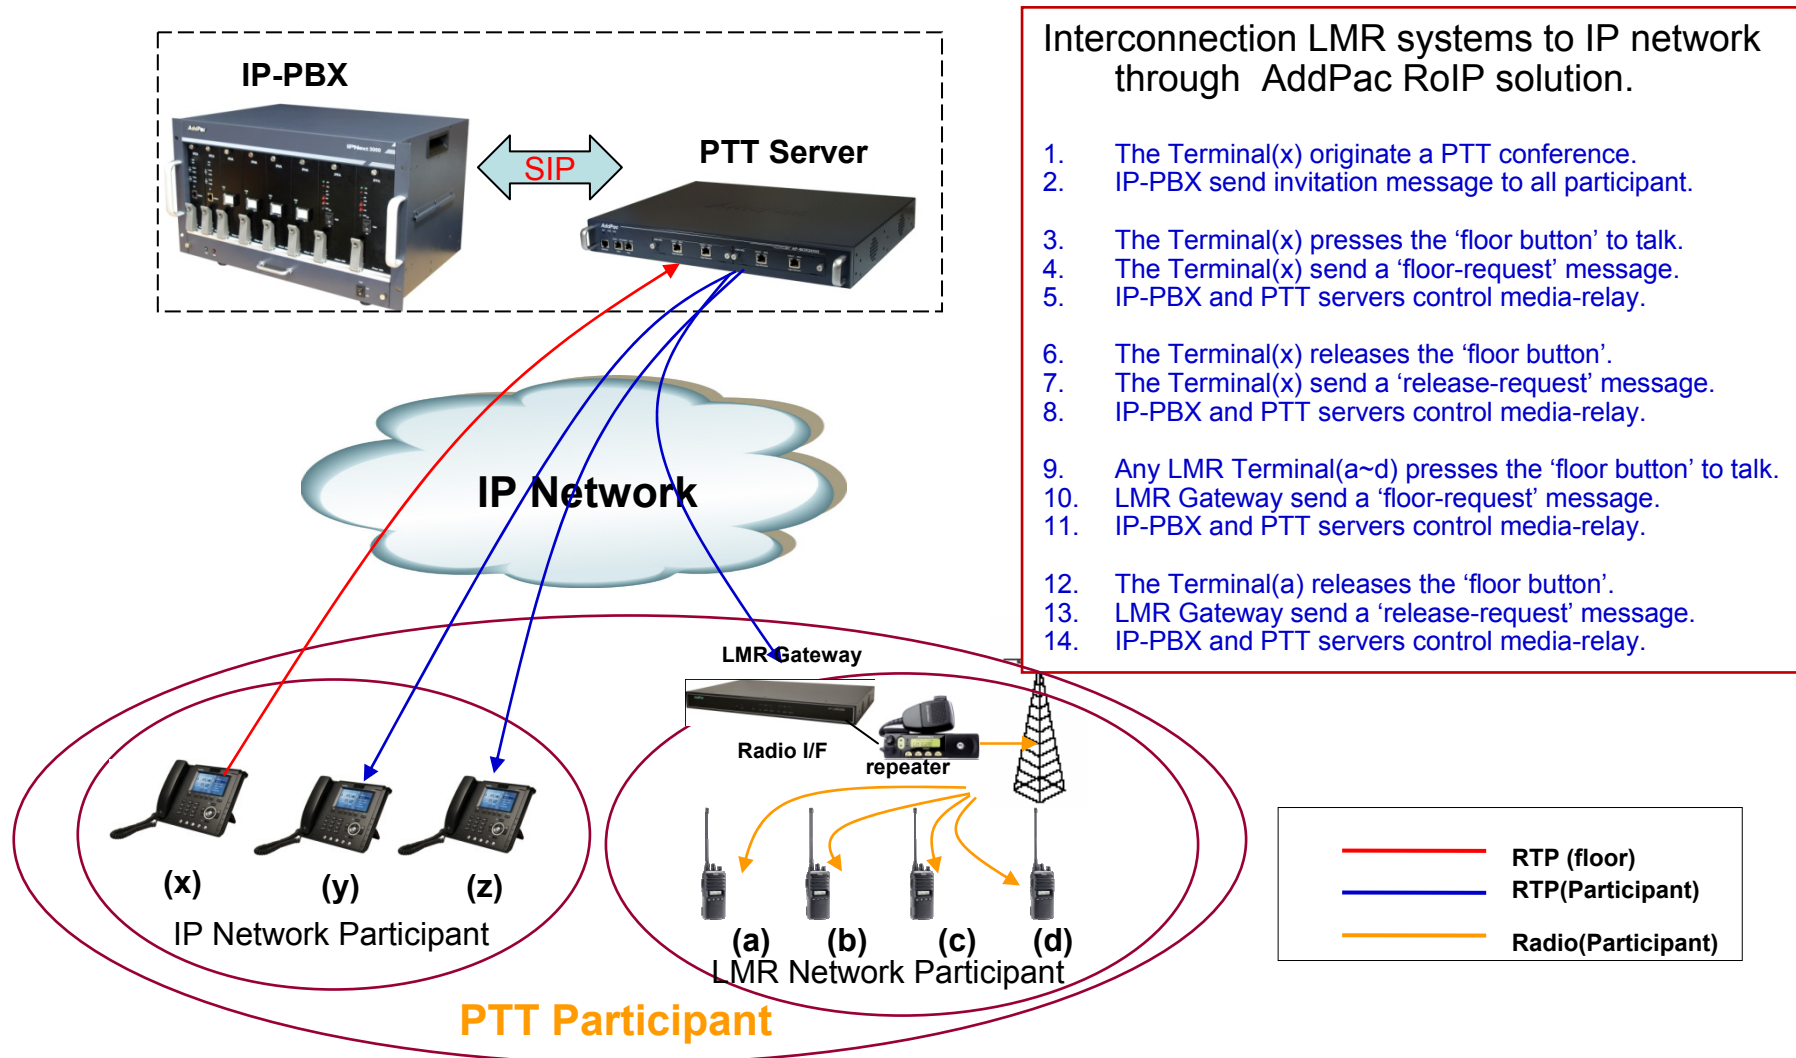 IP-PBX
AddPac
IPNext 3000
SIP
PTT Server
AddPac
Interconnection LMR systems to IP network
through AddPac RoIP solution.
1. The Terminal(x) originate a PTT conference.
2. IP-PBX send invitation message to all participant.
3. The Terminal(x) presses the ‘floor button’ to talk.
4. The Terminal(x) send a ‘floor-request’ message.
5. IP-PBX and PTT servers control media-relay.
6. The Terminal(x) releases the ‘floor button’.
7. The Terminal(x) send a ‘release-request’ message.
8. IP-PBX and PTT servers control media-relay.
9. Any LMR Terminal(a~d) presses the ‘floor button’ to talk.
10. LMR Gateway send a ‘floor-request’ message.
11. IP-PBX and PTT servers control media-relay.
12. The Terminal(a) releases the ‘floor button’.
13. LMR Gateway send a ‘release-request’ message.
14. IP-PBX and PTT servers control media-relay.
IP Network
LMR Gateway
Radio I/F
repeater
(x)
(y)
(z)
IP Network Participant
(a)
(b)
(c)
(d)
LMR Network Participant
PTT Participant
RTP (floor)
RTP(Participant)
Radio(Participant)